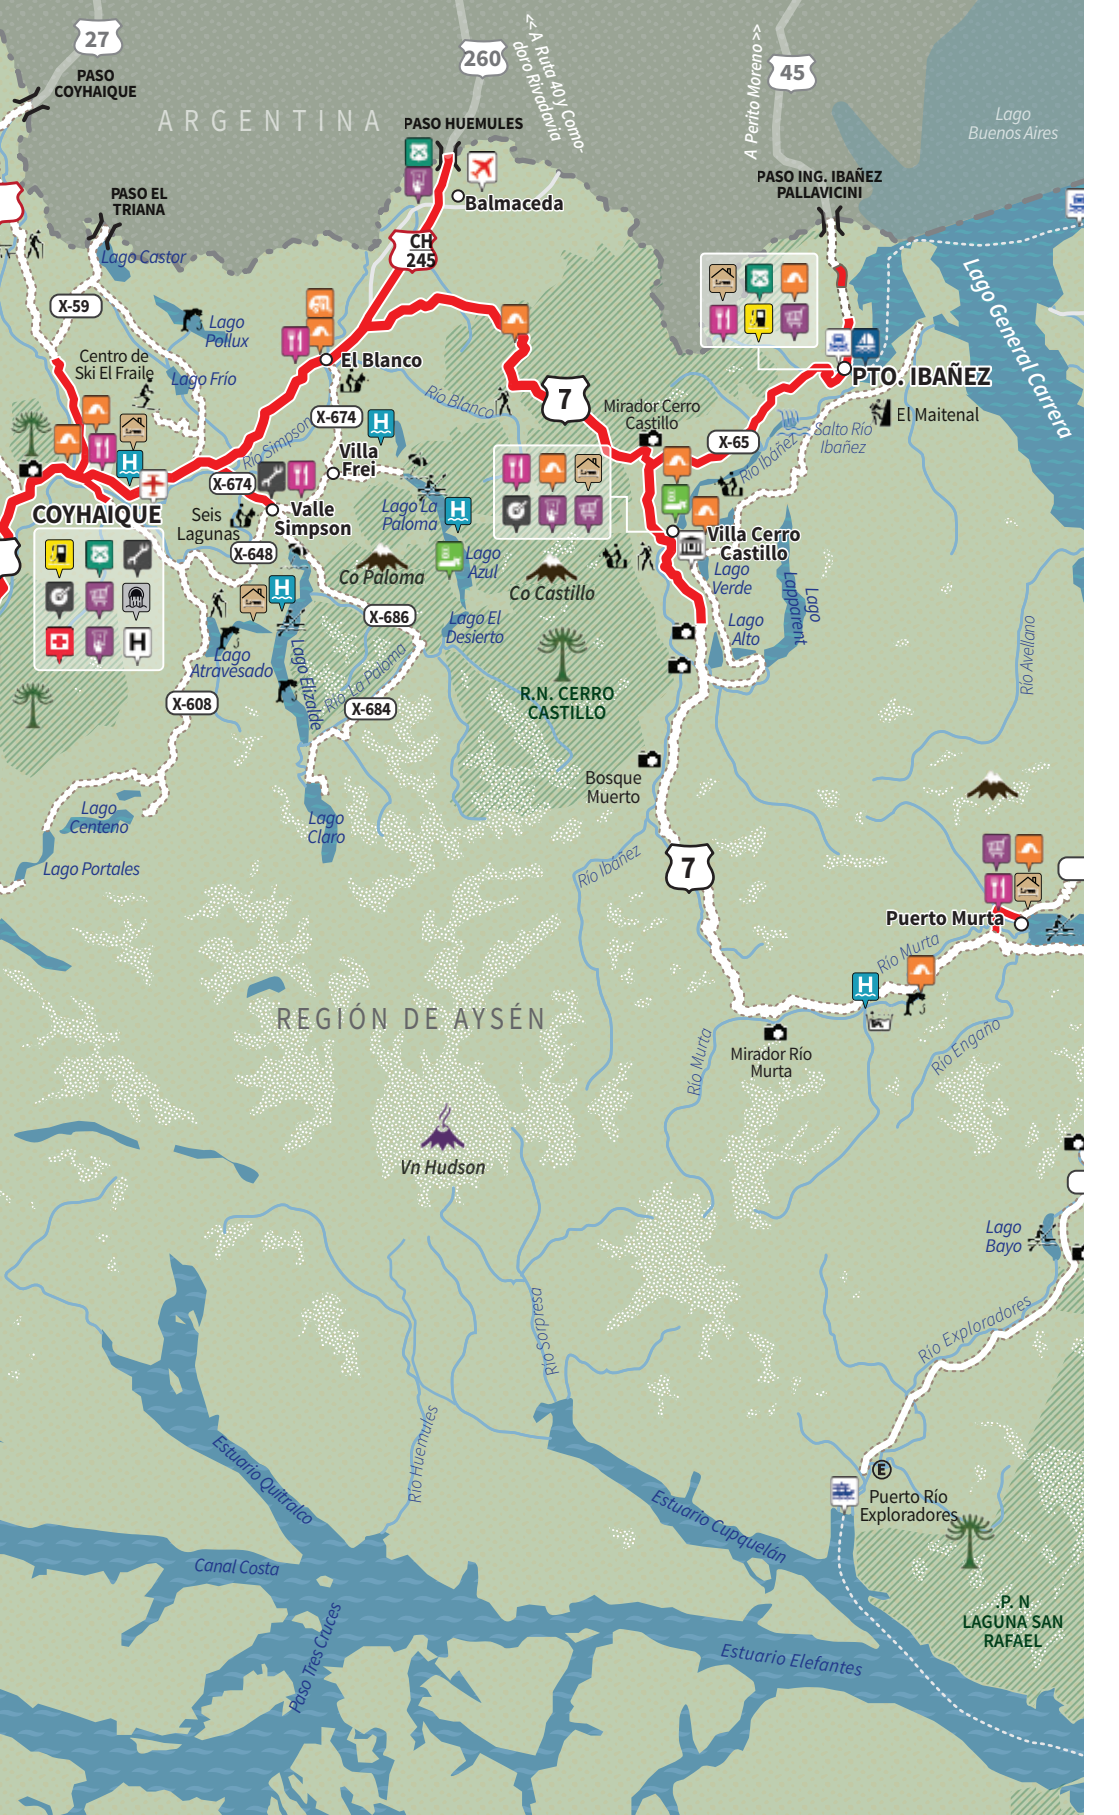 27
PASO
COYHAIQUE
260
<< A Ruta 40 y Como-
doro Rivadavia
45
A Perito Moreno >>
ARGENTINA
Lago
Buenos Aires
PASO HUEMULES
PASO ING. IBAÑEZ
PALLAVICINI
PASO EL
TRIANA
Balmaceda
CH
245
Lago Castor
Lago General Carrera
X-59
Lago
Pollux
Centro de
Ski El Fraile
Lago Frío
El Blanco
PTO. IBAÑEZ
Río Blanco
7
Mirador Cerro
Castillo
El Maitenal
X-674
H
Río Simpson
X-65
Salto Río
Ibañez
Río Ibáñez
Villa
Frei
H
X-674
COYHAIQUE
Seis
Lagunas
Valle
Simpson
Lago La
Paloma
H
Villa Cerro
Castillo
X-648
Lago
Azul
Co Paloma
Co Castillo
Lago
Verde
H
H
X-686
Lago El
Desierto
Lago
Alto
Lago
Lapparent
Lago
Atravesado
Lago Elizalde
Río La Paloma
Río Avellano
R.N. CERRO
CASTILLO
X-608
X-684
Bosque
Muerto
Lago
Centeno
Lago
Claro
Lago Portales
Río Ibáñez
7
Puerto Murta
Río Murta
H
REGIÓN DE AYSÉN
Mirador Río
Murta
Río Murta
Río Engaño
Vn Hudson
Lago
Bayo
Río Sorpresa
Río Exploradores
Estuario Quitralco
Río Huemules
E
Puerto Río
Exploradores
Estuario Cupquelán
Canal Costa
Paso Tres Cruces
Estuario Elefantes
.P. N
LAGUNA SAN
RAFAEL